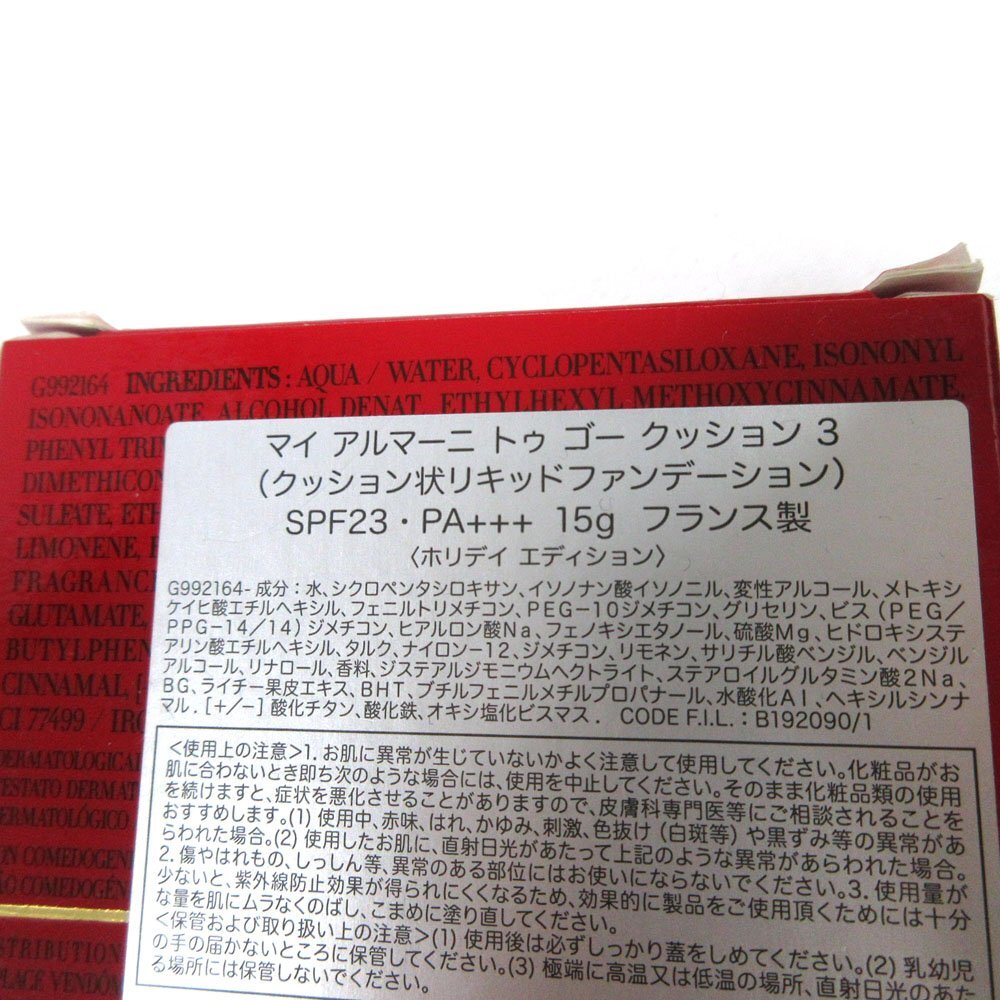 G992164 INGREDIENTS : AQUA / WATER, CYCLOPENTASILOXANE, ISONONYL
ISONONANOATE, ALCOHOL DENAT., ETHYLHEXYL METHOXYCINNAMATE,
PHENYL
DIMETHICON
SULFATE,
LIMONENE,
FRAGRANCE
GLUTAMATE,
BUTYLPHEN
CINNAMAL,
CI 77499 / IRO
DERMATOLOGICAL
TESTATO DERMAT
DERMATOLÓGICO
NON COMEDOGEN
NÃO COMEDOGÊN
STRIBUTION
PLACE VENDÔM
マイ アルマーニ トゥ ゴー クッション 3
(クッション状リキッドファンデーション)
SPF23・PA+++ 15g フランス製
〈ホリデイ エディション〉
G992164- 成分：水、シクロペンタシロキサン、イソノナン酸イソノニル、変性アルコール、メトキシ
ケイヒ酸エチルヘキシル、フェニルトリメチコン、PEG-10ジメチコン、グリセリン、ビス（PEG／
PPG-14／14）ジメチコン、ヒアルロン酸Na、フェノキシエタノール、硫酸Mg、ヒドロキシステ
アリン酸エチルヘキシル、タルク、ナイロン-12、ジメチコン、リモネン、サリチル酸ベンジル、ベンジル
アルコール、リナロール、香料、ジステアルジモニウムヘクトライト、ステアロイルグルタミン酸2Na、
BG、ライチー果皮エキス、BHT、ブチルフェニルメチルプロパナール、水酸化Al、ヘキシルシンナ
マル. [+/−] 酸化チタン、酸化鉄、オキシ塩化ビスマス. CODE F.I.L. : B192090/1
＜使用上の注意＞1. お肌に異常が生じていないかよく注意して使用してください。化粧品がお
肌に合わないとき即ち次のような場合には、使用を中止してください。そのまま化粧品類の使用
を続けますと、症状を悪化させることがありますので、皮膚科専門医等にご相談されることを
おすすめします。(1) 使用中、赤味、はれ、かゆみ、刺激、色抜け（白斑等）や黒ずみ等の異常があ
らわれた場合。(2) 使用したお肌に、直射日光があたって上記のような異常があらわれた場合。
2. 傷やはれもの、しっしん等、異常のある部位にはお使いにならないでください。3. 使用量が
少ないと、紫外線防止効果が得られにくくなるため、効果的に製品をご使用頂くためには十分
な量を肌にムラなくのばし、こまめに塗り直してください。
＜保管および取り扱い上の注意＞(1) 使用後は必ずしっかり蓋をしめてください。(2) 乳幼児
の手の届かないところに保管してください。(3) 極端に高温又は低温の場所、直射日光のあた
る場所には保管しないでください。